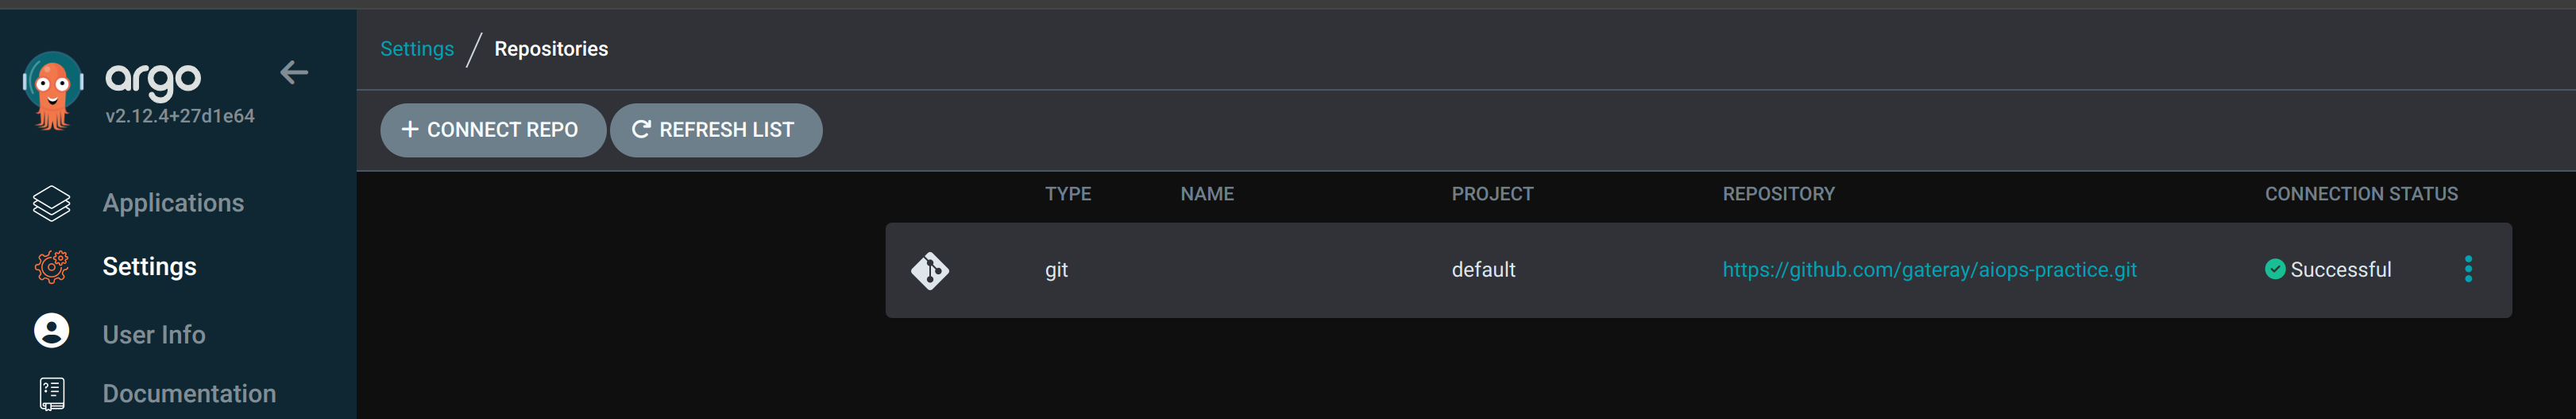 argo
v2.12.4+27d1e64
Applications
Settings
User Info
Documentation
Settings / Repositories
+ CONNECT REPO REFRESH LIST
TYPE NAME PROJECT REPOSITORY CONNECTION STATUS
git default https://github.com/gateray/aiops-practice.git Successful